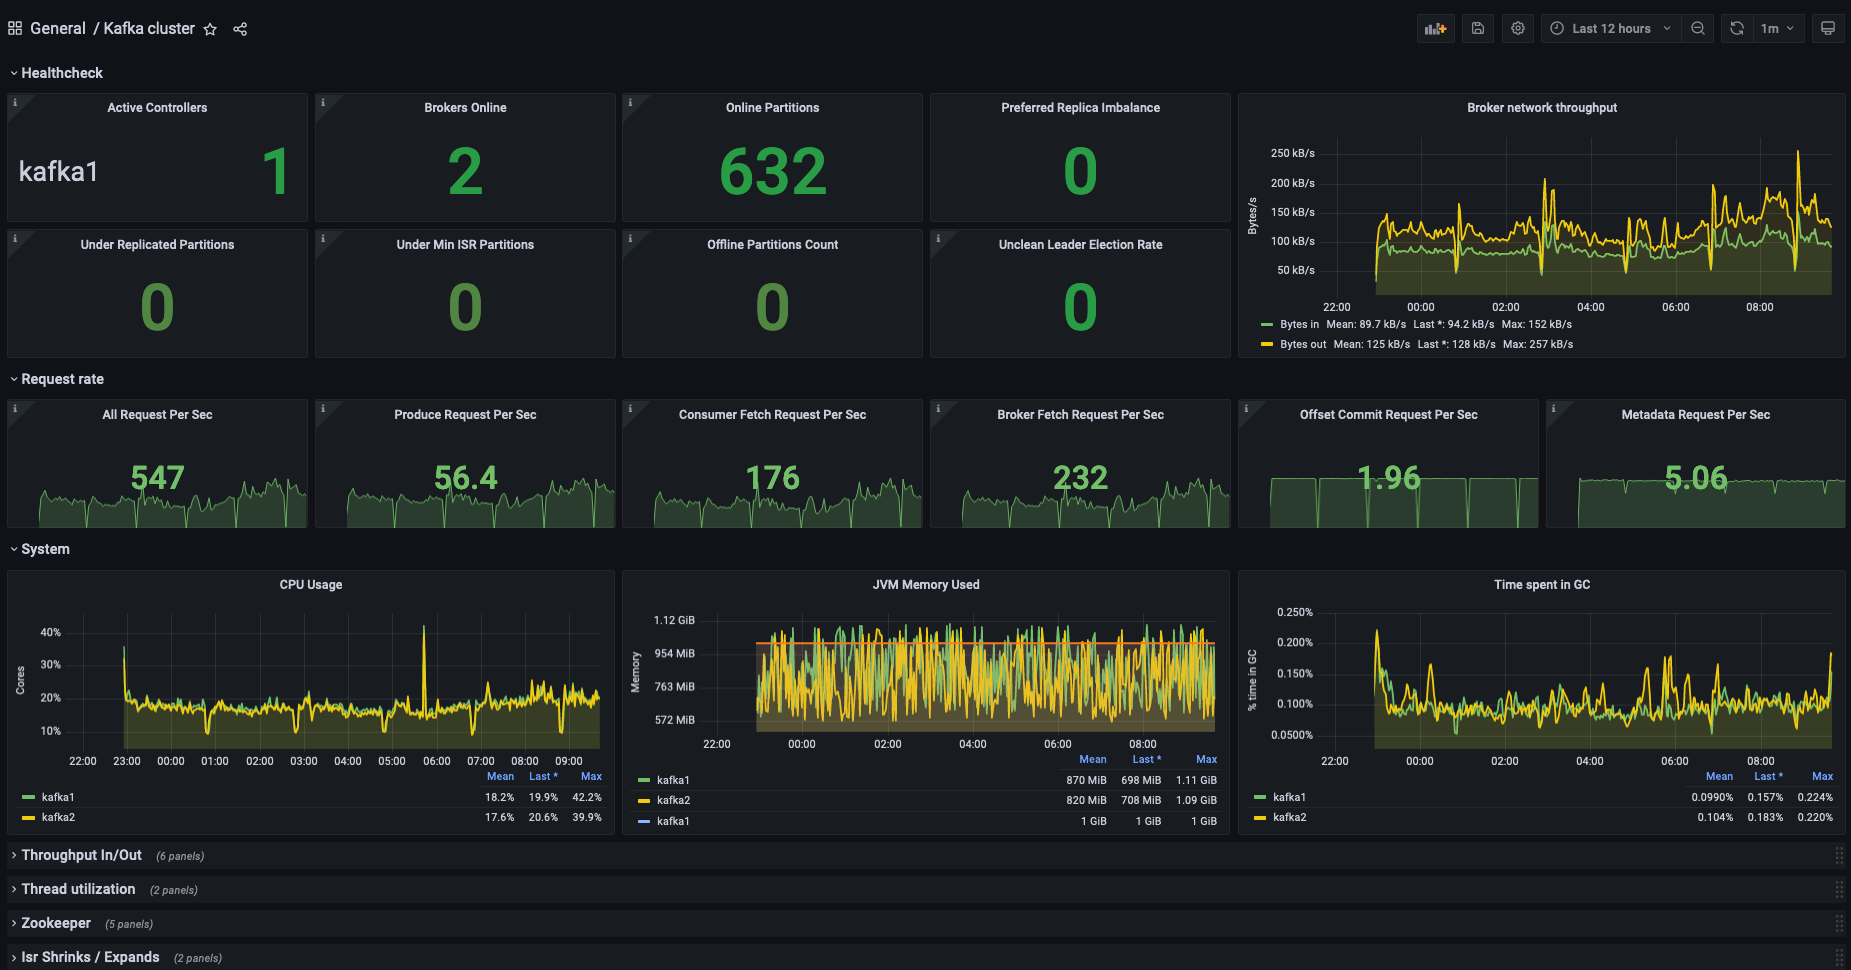 General / Kafka cluster
Last 12 hours
1m
Healthcheck
Active Controllers
kafka1 1
Brokers Online
2
Online Partitions
632
Preferred Replica Imbalance
0
Under Replicated Partitions
0
Under Min ISR Partitions
0
Offline Partitions Count
0
Unclean Leader Election Rate
0
Broker network throughput
Bytes/s
250 kB/s
200 kB/s
150 kB/s
100 kB/s
50 kB/s
22:00 00:00 02:00 04:00 06:00 08:00
Bytes in Mean: 89.7 kB/s Last *: 94.2 kB/s Max: 152 kB/s
Bytes out Mean: 125 kB/s Last *: 128 kB/s Max: 257 kB/s
Request rate
All Request Per Sec
547
Produce Request Per Sec
56.4
Consumer Fetch Request Per Sec
176
Broker Fetch Request Per Sec
232
Offset Commit Request Per Sec
1.96
Metadata Request Per Sec
5.06
System
CPU Usage
Cores
40%
30%
20%
10%
22:00 23:00 00:00 01:00 02:00 03:00 04:00 05:00 06:00 07:00 08:00 09:00
Mean Last * Max
kafka1 18.2% 19.9% 42.2%
kafka2 17.6% 20.6% 39.9%
JVM Memory Used
Memory
1.12 GiB
954 MiB
763 MiB
572 MiB
22:00 00:00 02:00 04:00 06:00 08:00
Mean Last * Max
kafka1 870 MiB 698 MiB 1.11 GiB
kafka2 820 MiB 708 MiB 1.09 GiB
kafka1 1 GiB 1 GiB 1 GiB
Time spent in GC
% time in GC
0.250%
0.200%
0.150%
0.100%
0.0500%
22:00 00:00 02:00 04:00 06:00 08:00
Mean Last * Max
kafka1 0.0990% 0.157% 0.224%
kafka2 0.104% 0.183% 0.220%
Throughput In/Out (6 panels)
Thread utilization (2 panels)
Zookeeper (5 panels)
Isr Shrinks / Expands (2 panels)